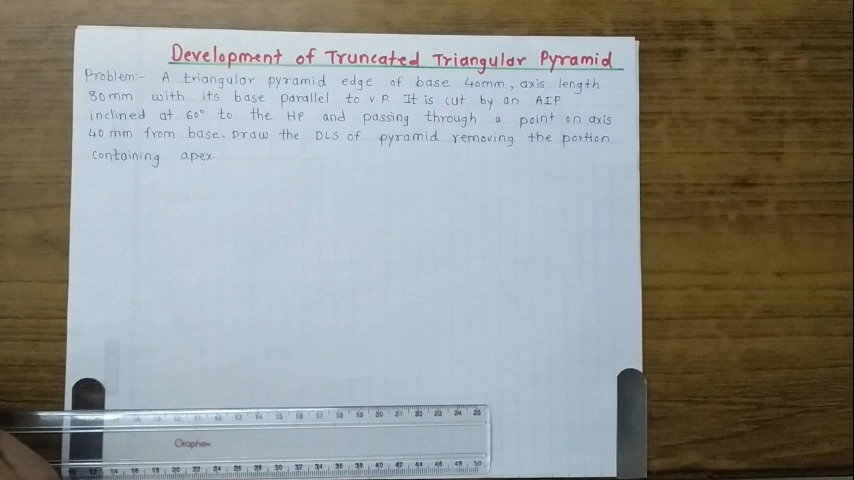 Development of Truncated Triangular Pyramid
Problem:- A triangular pyramid edge of base 40mm, axis length
80mm with its base parallel to V.P. It is cut by an AIP
inclined at 60° to the HP and passing through a point on axis
40 mm from base. Draw the DLS of pyramid removing the portion
containing apex.
Graphex